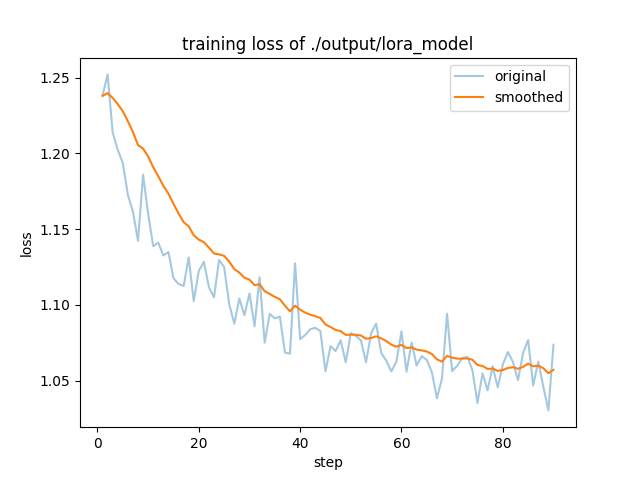 training loss of ./output/lora_model
original
smoothed
loss
1.25
1.20
1.15
1.10
1.05
0
20
40
60
80
step